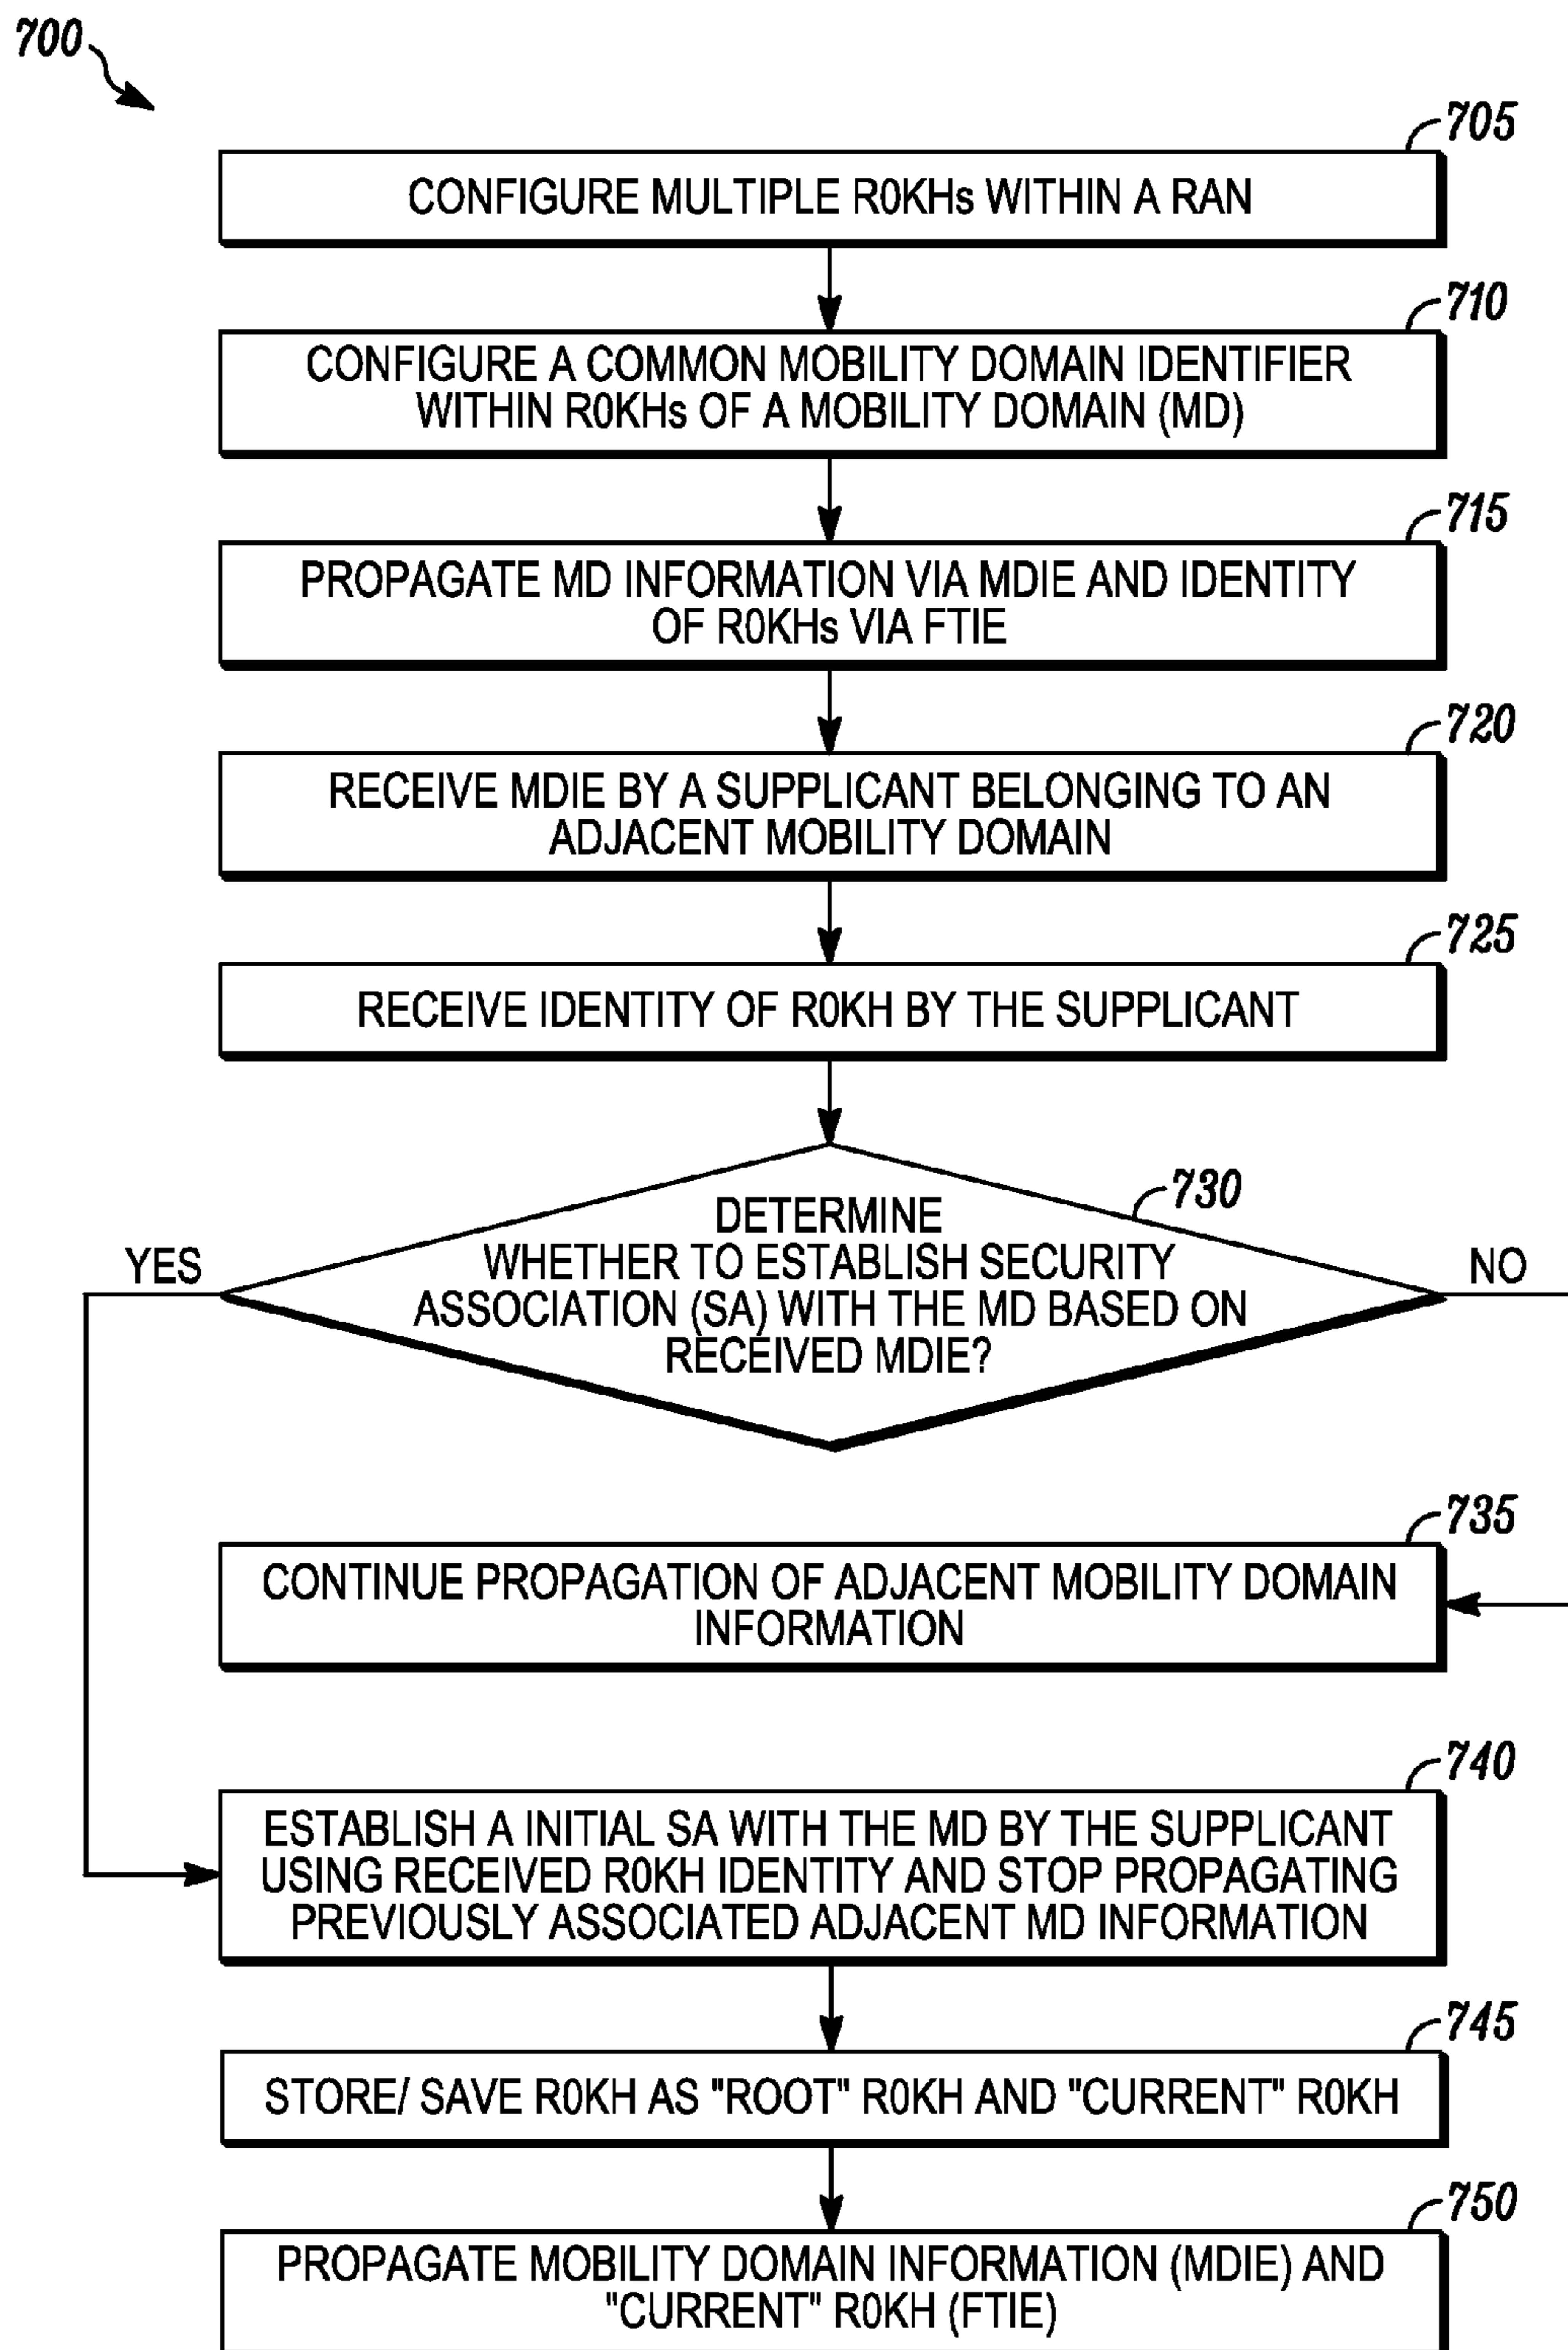 700
705
CONFIGURE MULTIPLE R0KHs WITHIN A RAN
710
CONFIGURE A COMMON MOBILITY DOMAIN IDENTIFIER
WITHIN R0KHs OF A MOBILITY DOMAIN (MD)
715
PROPAGATE MD INFORMATION VIA MDIE AND IDENTITY
OF R0KHs VIA FTIE
720
RECEIVE MDIE BY A SUPPLICANT BELONGING TO AN
ADJACENT MOBILITY DOMAIN
725
RECEIVE IDENTITY OF R0KH BY THE SUPPLICANT
730
DETERMINE
WHETHER TO ESTABLISH SECURITY
ASSOCIATION (SA) WITH THE MD BASED ON
RECEIVED MDIE?
YES
NO
735
CONTINUE PROPAGATION OF ADJACENT MOBILITY DOMAIN
INFORMATION
740
ESTABLISH A INITIAL SA WITH THE MD BY THE SUPPLICANT
USING RECEIVED R0KH IDENTITY AND STOP PROPAGATING
PREVIOUSLY ASSOCIATED ADJACENT MD INFORMATION
745
STORE/ SAVE R0KH AS "ROOT" R0KH AND "CURRENT" R0KH
750
PROPAGATE MOBILITY DOMAIN INFORMATION (MDIE) AND
"CURRENT" R0KH (FTIE)